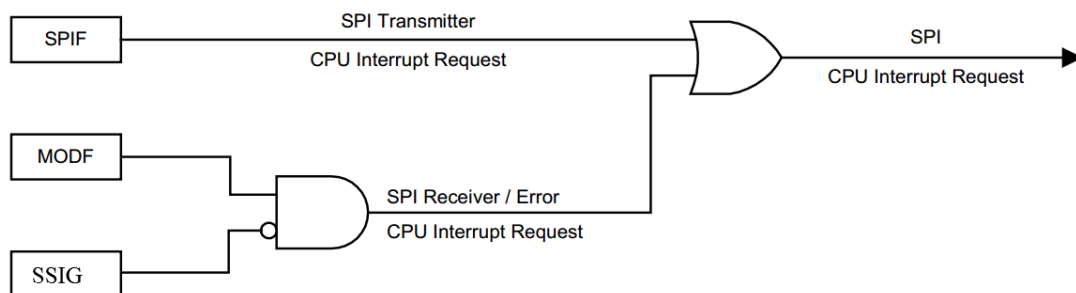 SPIF
SPI Transmitter
CPU Interrupt Request
SPI
CPU Interrupt Request
MODF
SPI Receiver / Error
CPU Interrupt Request
SSIG